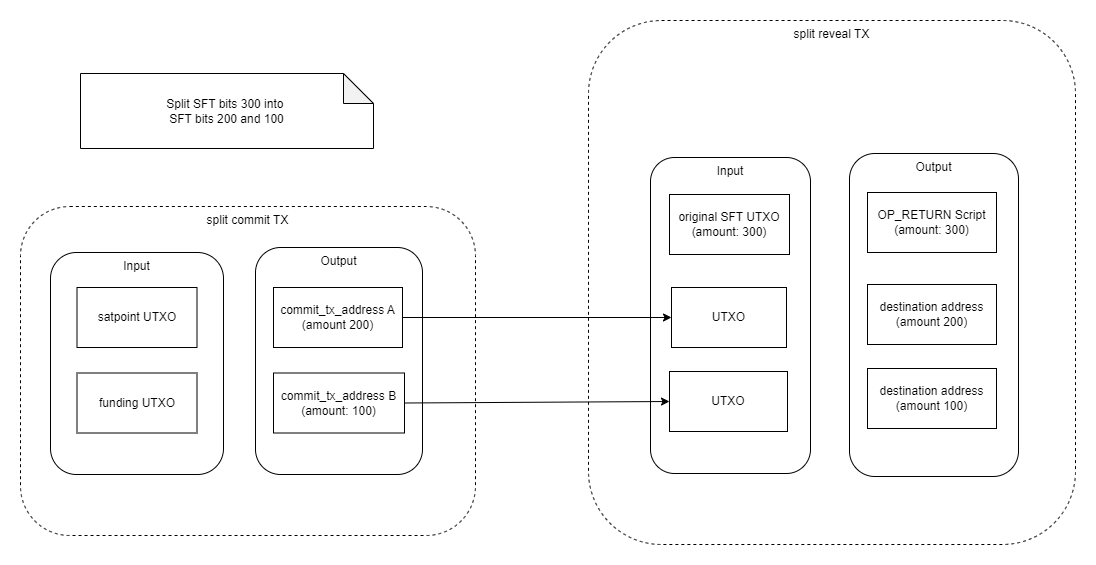 split reveal TX
Split SFT bits 300 into
SFT bits 200 and 100
split commit TX
Input
satpoint UTXO
funding UTXO
Output
commit_tx_address A
(amount 200)
commit_tx_address B
(amount: 100)
Input
original SFT UTXO
(amount: 300)
UTXO
UTXO
Output
OP_RETURN Script
(amount: 300)
destination address
(amount 200)
destination address
(amount 100)